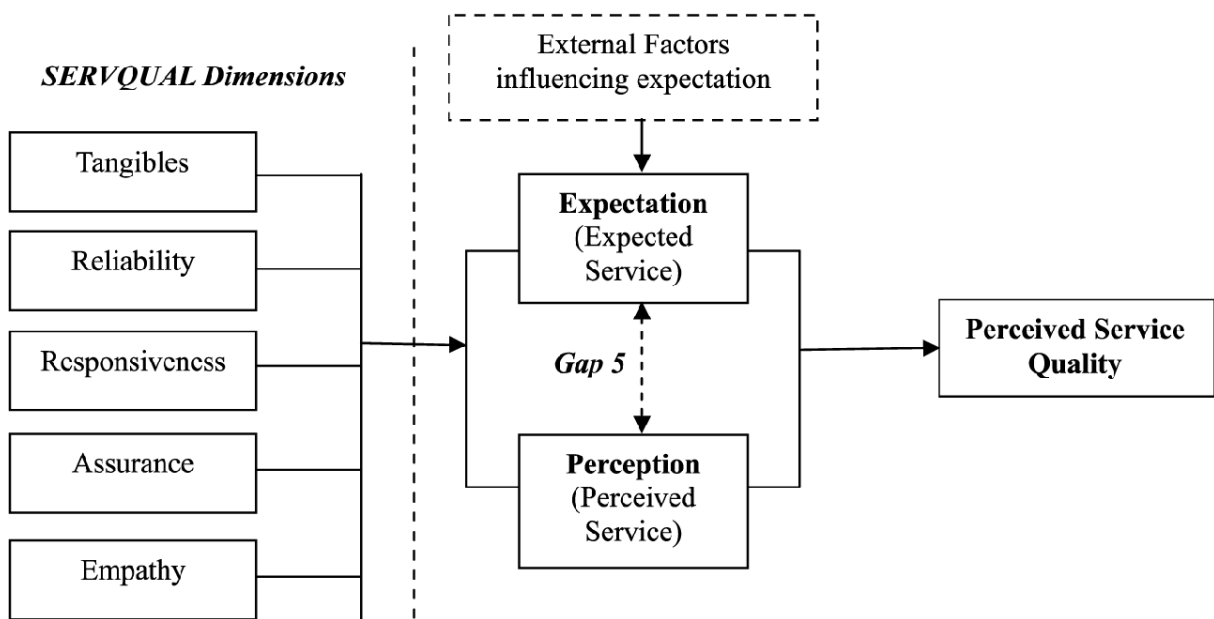 SERVQUAL Dimensions
Tangibles
Reliability
Responsiveness
Assurance
Empathy
External Factors
influencing expectation
Expectation
(Expected
Service)
Gap 5
Perception
(Perceived
Service)
Perceived Service
Quality